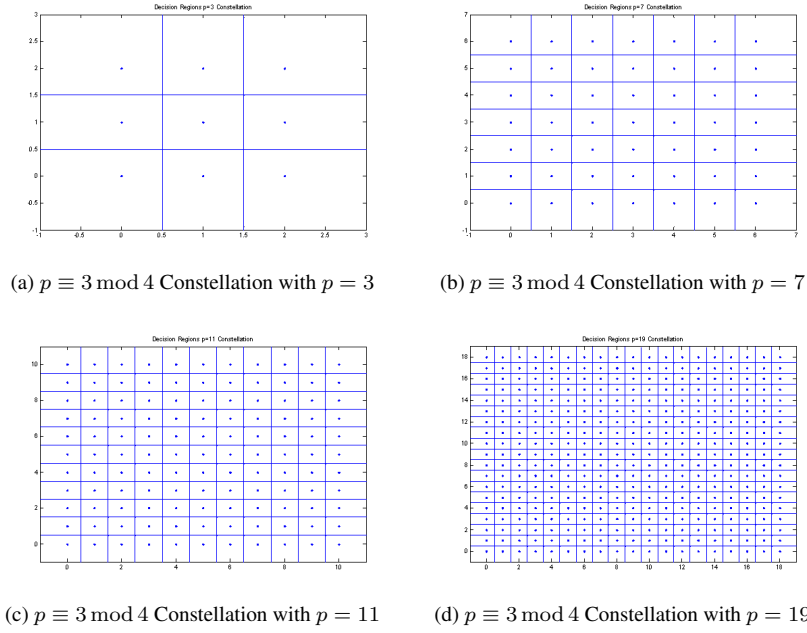 Decision Regions p=3 Constellation
3
2.5
2
1.5
1
0.5
0
-0.5
-1
-1 -0.5 0 0.5 1 1.5 2 2.5 3
(a) p ≡ 3 mod 4 Constellation with p = 3
Decision Regions p=7 Constellation
7
6
5
4
3
2
1
0
-1
-1 0 1 2 3 4 5 6 7
(b) p ≡ 3 mod 4 Constellation with p = 7
Decision Regions p=11 Constellation
10
8
6
4
2
0
0 2 4 6 8 10
(c) p ≡ 3 mod 4 Constellation with p = 11
Decision Regions p=19 Constellation
18
16
14
12
10
8
6
4
2
0
0 2 4 6 8 10 12 14 16 18
(d) p ≡ 3 mod 4 Constellation with p = 19